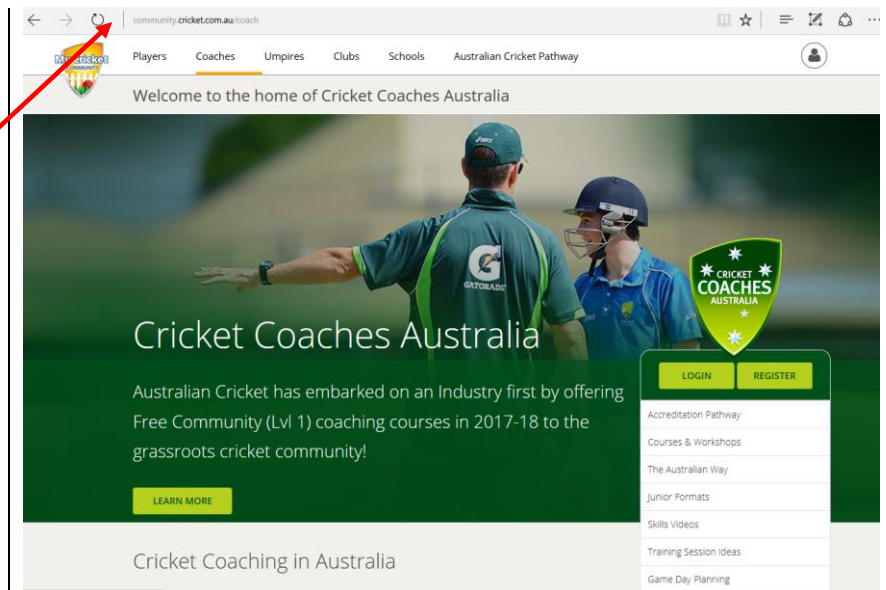 community.cricket.com.au/coach
MyCricket
COMMUNITY
Players Coaches Umpires Clubs Schools Australian Cricket Pathway
Welcome to the home of Cricket Coaches Australia
asics
G
GATORADE
CRICKET
COACHES
AUSTRALIA
Cricket Coaches Australia
LOGIN REGISTER
Australian Cricket has embarked on an Industry first by offering
Free Community (Lvl 1) coaching courses in 2017-18 to the
grassroots cricket community!
LEARN MORE
Accreditation Pathway
Courses & Workshops
The Australian Way
Junior Formats
Skills Videos
Training Session Ideas
Game Day Planning
Cricket Coaching in Australia